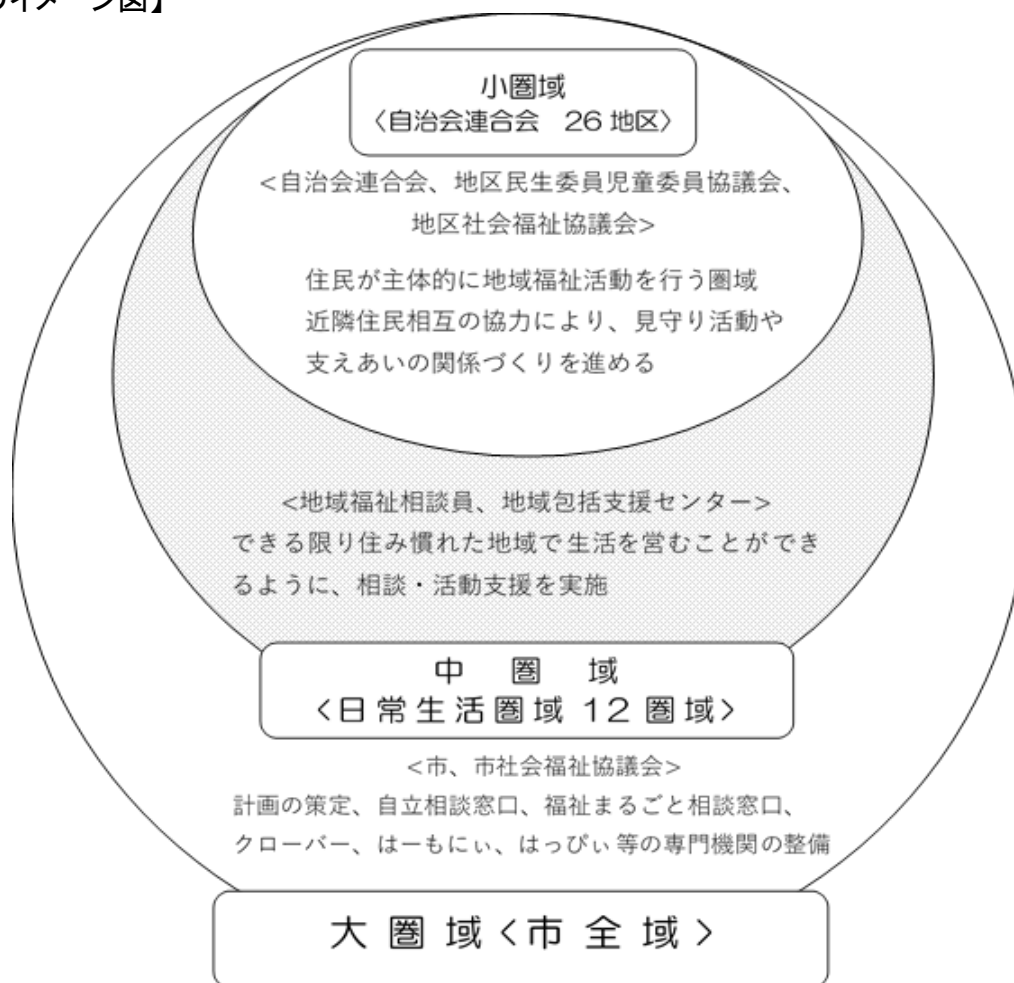 のイメージ図】
小圏域
〈自治会連合会 26 地区〉
<自治会連合会、地区民生委員児童委員協議会、
地区社会福祉協議会>
住民が主体的に地域福祉活動を行う圏域
近隣住民相互の協力により、見守り活動や
支えあいの関係づくりを進める
<地域福祉相談員、地域包括支援センター>
できる限り住み慣れた地域で生活を営むことができ
るように、相談・活動支援を実施
中 圏 域
<日常生活圏域 12 圏域>
<市、市社会福祉協議会>
計画の策定、自立相談窓口、福祉まるごと相談窓口、
クローバー、はーもにぃ、はっぴぃ等の専門機関の整備
大 圏 域<市 全 域>